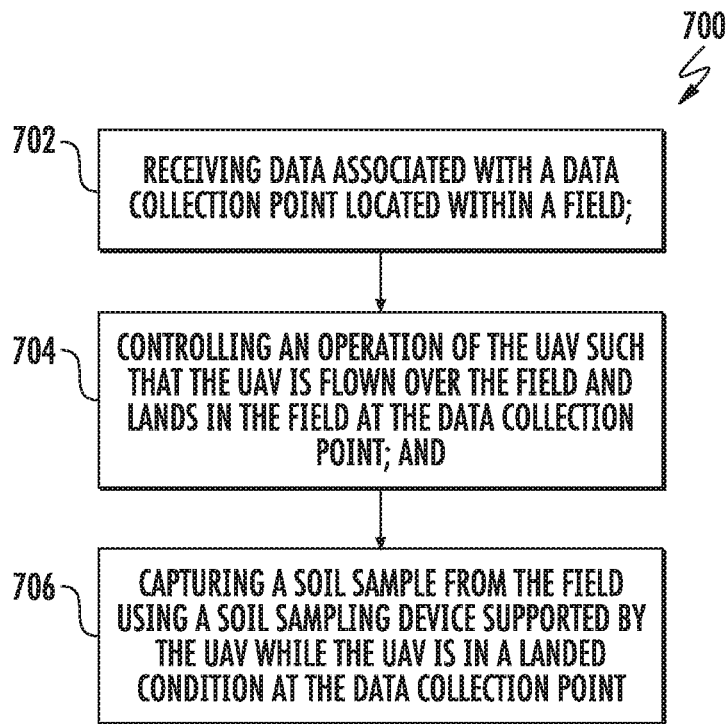 700
702
RECEIVING DATA ASSOCIATED WITH A DATA
COLLECTION POINT LOCATED WITHIN A FIELD;
704
CONTROLLING AN OPERATION OF THE UAV SUCH
THAT THE UAV IS FLOWN OVER THE FIELD AND
LANDS IN THE FIELD AT THE DATA COLLECTION
POINT; AND
706
CAPTURING A SOIL SAMPLE FROM THE FIELD
USING A SOIL SAMPLING DEVICE SUPPORTED BY
THE UAV WHILE THE UAV IS IN A LANDED
CONDITION AT THE DATA COLLECTION POINT